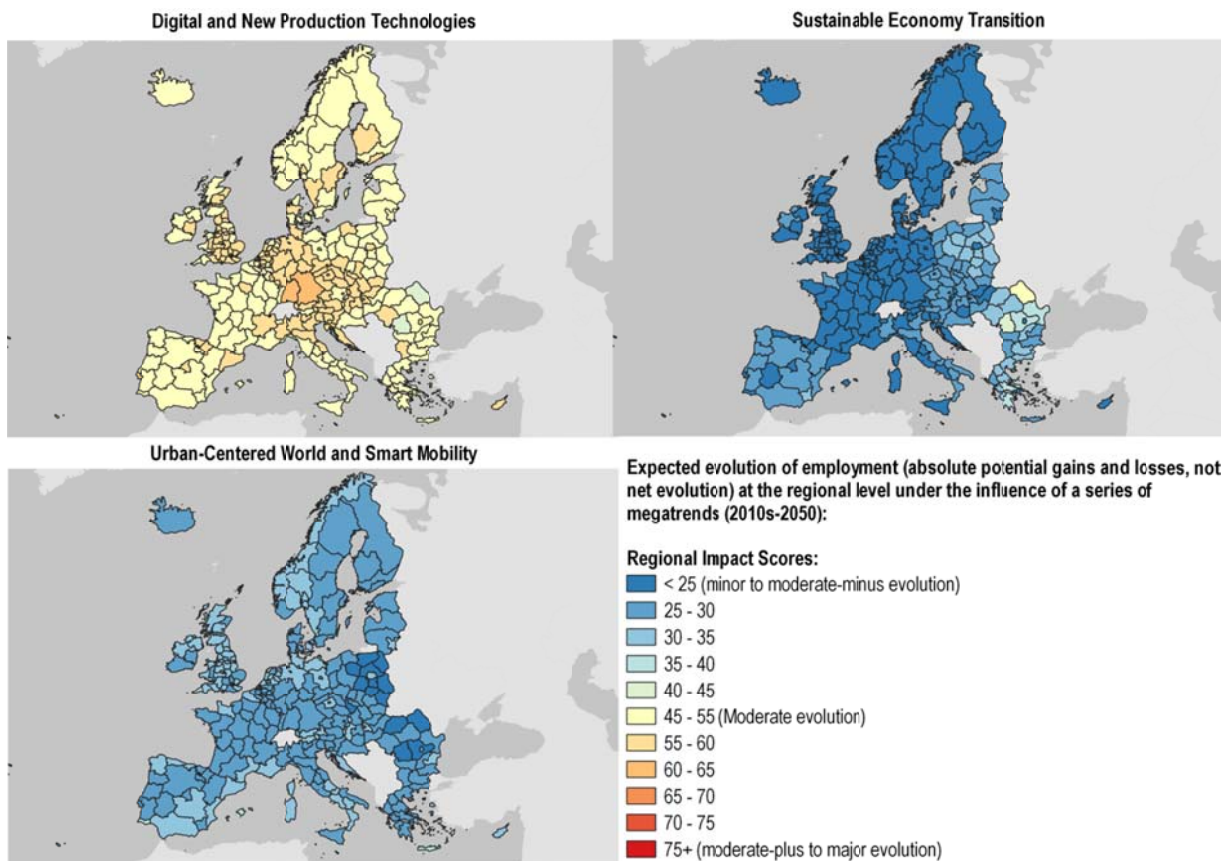 Digital and New Production Technologies
Sustainable Economy Transition
Urban-Centered World and Smart Mobility
Expected evolution of employment (absolute potential gains and losses, not
net evolution) at the regional level under the influence of a series of
megatrends (2010s-2050):
Regional Impact Scores:
< 25 (minor to moderate-minus evolution)
25 - 30
30 - 35
35 - 40
40 - 45
45 - 55 (Moderate evolution)
55 - 60
60 - 65
65 - 70
70 - 75
75+ (moderate-plus to major evolution)